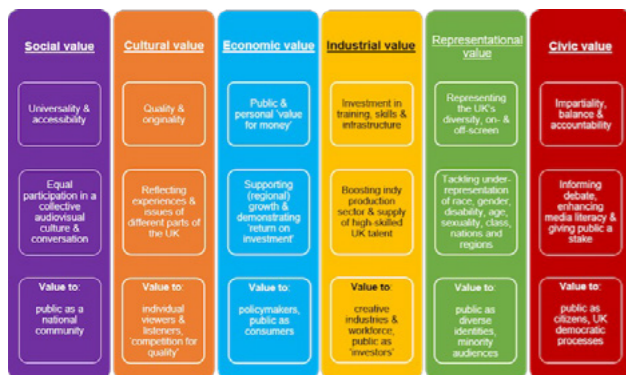 Social value
Universality &
accessibility
Equal
participation in a
collective
audiovisual
culture &
conversation
Value to:
public as a
national
community
Cultural value
Quality &
originality
Reflecting
experiences &
issues of
different parts of
the UK
Value to:
individual
viewers &
listeners,
'competition for
quality'
Economic value
Public &
personal 'value
for money'
Supporting
(regional)
growth &
demonstrating
'return on
investment'
Value to:
policymakers,
public as
consumers
Industrial value
Investment in
training, skills &
infrastructure
Boosting indy
production
sector & supply
of high-skilled
UK talent
Value to:
creative
industries &
workforce,
public as
'investors'
Representational
value
Representing
the UK's
diversity, on- &
off-screen
Tackling under-
representation
of race, gender,
disability, age,
sexuality, class,
nations and
regions
Value to:
public as
diverse
identities,
minority
audiences
Civic value
Impartiality,
balance &
accountability
Informing
debate,
enhancing
media literacy &
giving public a
stake
Value to:
public as
citizens, UK
democratic
processes